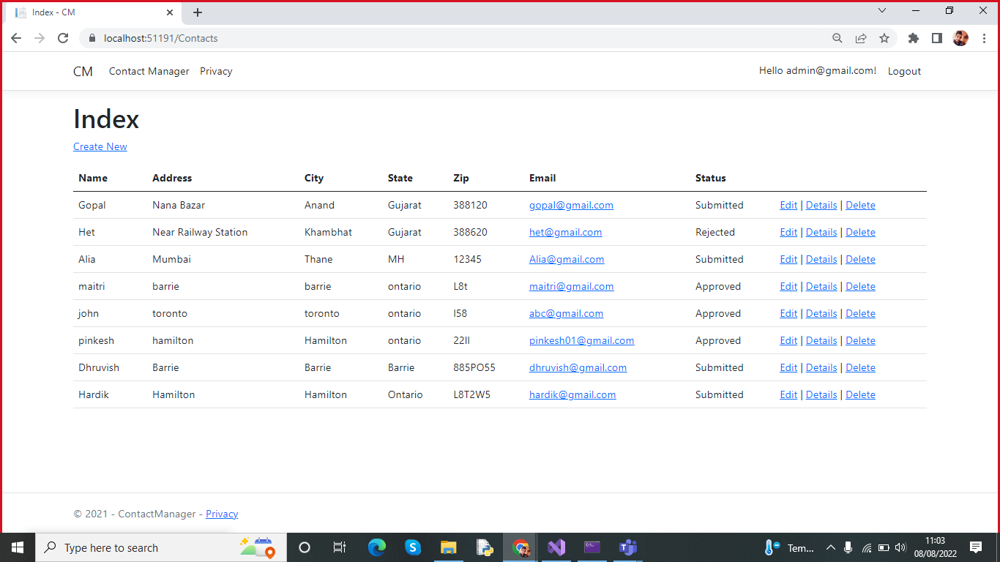 Index - CM
localhost:51191/Contacts
CM Contact Manager Privacy Hello admin@gmail.com! Logout
Index
Create New
Name Address City State Zip Email Status
Gopal Nana Bazar Anand Gujarat 388120 gopal@gmail.com Submitted Edit | Details | Delete
Het Near Railway Station Khambhat Gujarat 388620 het@gmail.com Rejected Edit | Details | Delete
Alia Mumbai Thane MH 12345 Alia@gmail.com Submitted Edit | Details | Delete
maitri barrie barrie ontario L8t maitri@gmail.com Approved Edit | Details | Delete
john toronto toronto ontario l58 abc@gmail.com Approved Edit | Details | Delete
pinkesh hamilton Hamilton ontario 22ll pinkesh01@gmail.com Approved Edit | Details | Delete
Dhruvish Barrie Barrie Barrie 885PO55 dhruvish@gmail.com Submitted Edit | Details | Delete
Hardik Hamilton Hamilton Ontario L8T2W5 hardik@gmail.com Submitted Edit | Details | Delete
© 2021 - ContactManager - Privacy
Type here to search Tem... 11:03
08/08/2022